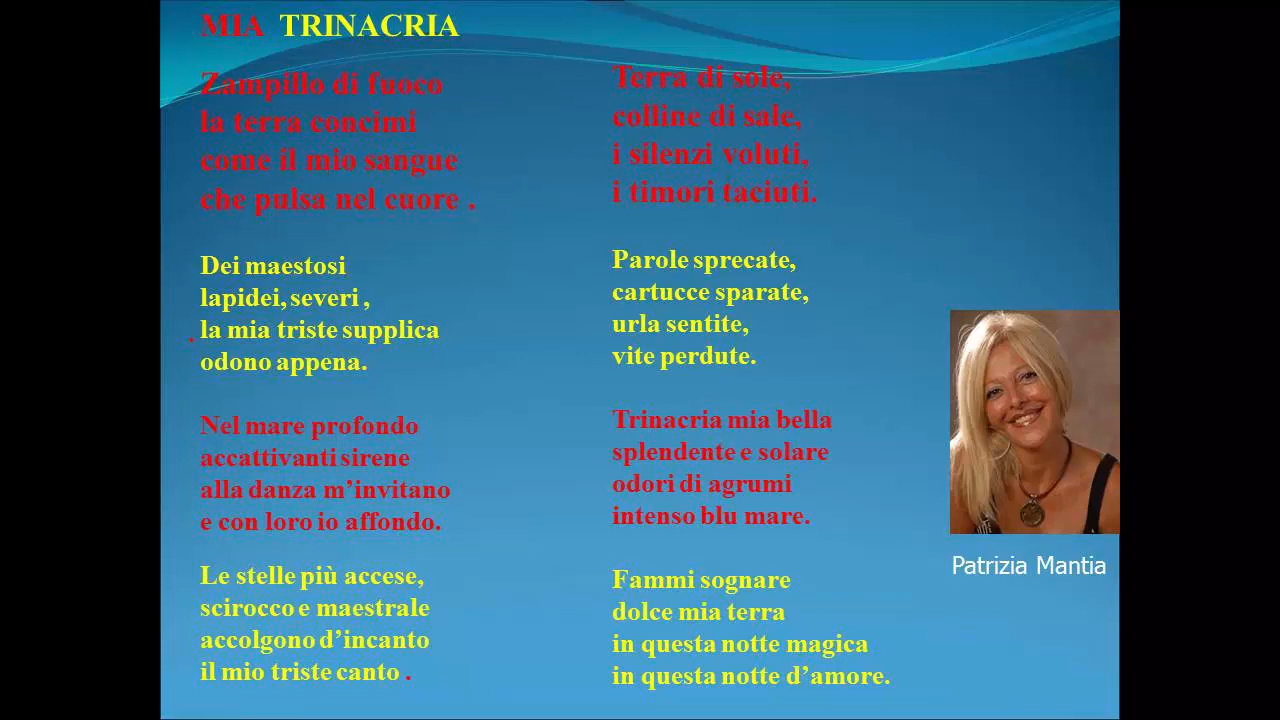 MIA TRINACRIA
Zampillo di fuoco
la terra concimi
come il mio sangue
che pulsa nel cuore .
Dei maestosi
lapidei, severi ,
la mia triste supplica
. odono appena.
Nel mare profondo
accattivanti sirene
alla danza m’invitano
e con loro io affondo.
Le stelle più accese,
scirocco e maestrale
accolgono d’incanto
il mio triste canto .
Terra di sole,
colline di sale,
i silenzi voluti,
i timori taciuti.
Parole sprecate,
cartucce sparate,
urla sentite,
vite perdute.
Trinacria mia bella
splendente e solare
odori di agrumi
intenso blu mare.
Fammi sognare
dolce mia terra
in questa notte magica
in questa notte d’amore.
Patrizia Mantia